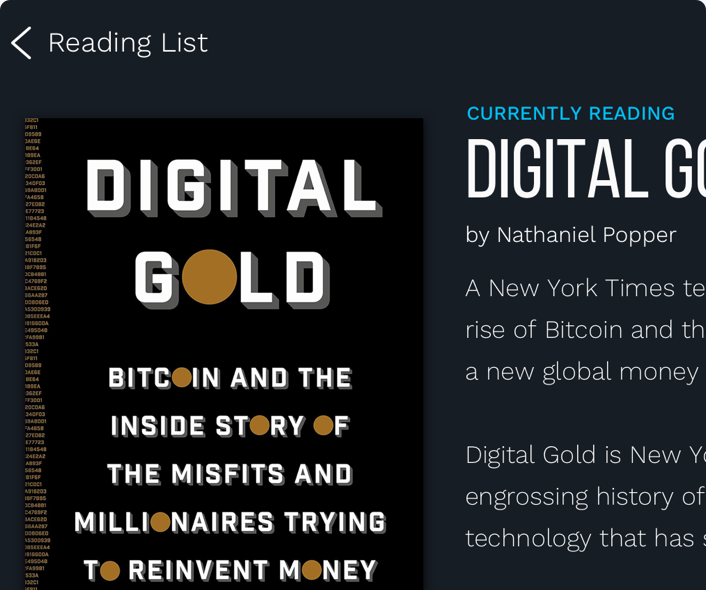 Reading List
DIGITAL
GOLD
BITCOIN AND THE
INSIDE STORY OF
THE MISFITS AND
MILLIONAIRES TRYING
TO REINVENT MONEY
CURRENTLY READING
DIGITAL GO
by Nathaniel Popper
A New York Times te
rise of Bitcoin and th
a new global money
Digital Gold is New Yo
engrossing history of
technology that has s